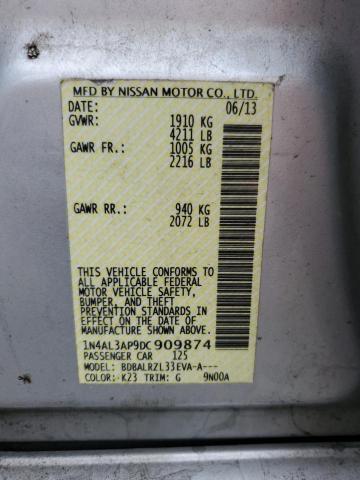 MFD BY NISSAN MOTOR CO., LTD.
DATE: 06/13
GVWR: 1910 KG
4211 LB
GAWR FR.: 1005 KG
2216 LB
GAWR RR.: 940 KG
2072 LB
THIS VEHICLE CONFORMS TO
ALL APPLICABLE FEDERAL
MOTOR VEHICLE SAFETY,
BUMPER, AND THEFT
PREVENTION STANDARDS IN
EFFECT ON THE DATE OF
MANUFACTURE SHOWN ABOVE.
1N4AL3AP9DC909874
PASSENGER CAR 125
MODEL: BDBALRZL33EVA-A---
COLOR: K23 TRIM: G 9N00A